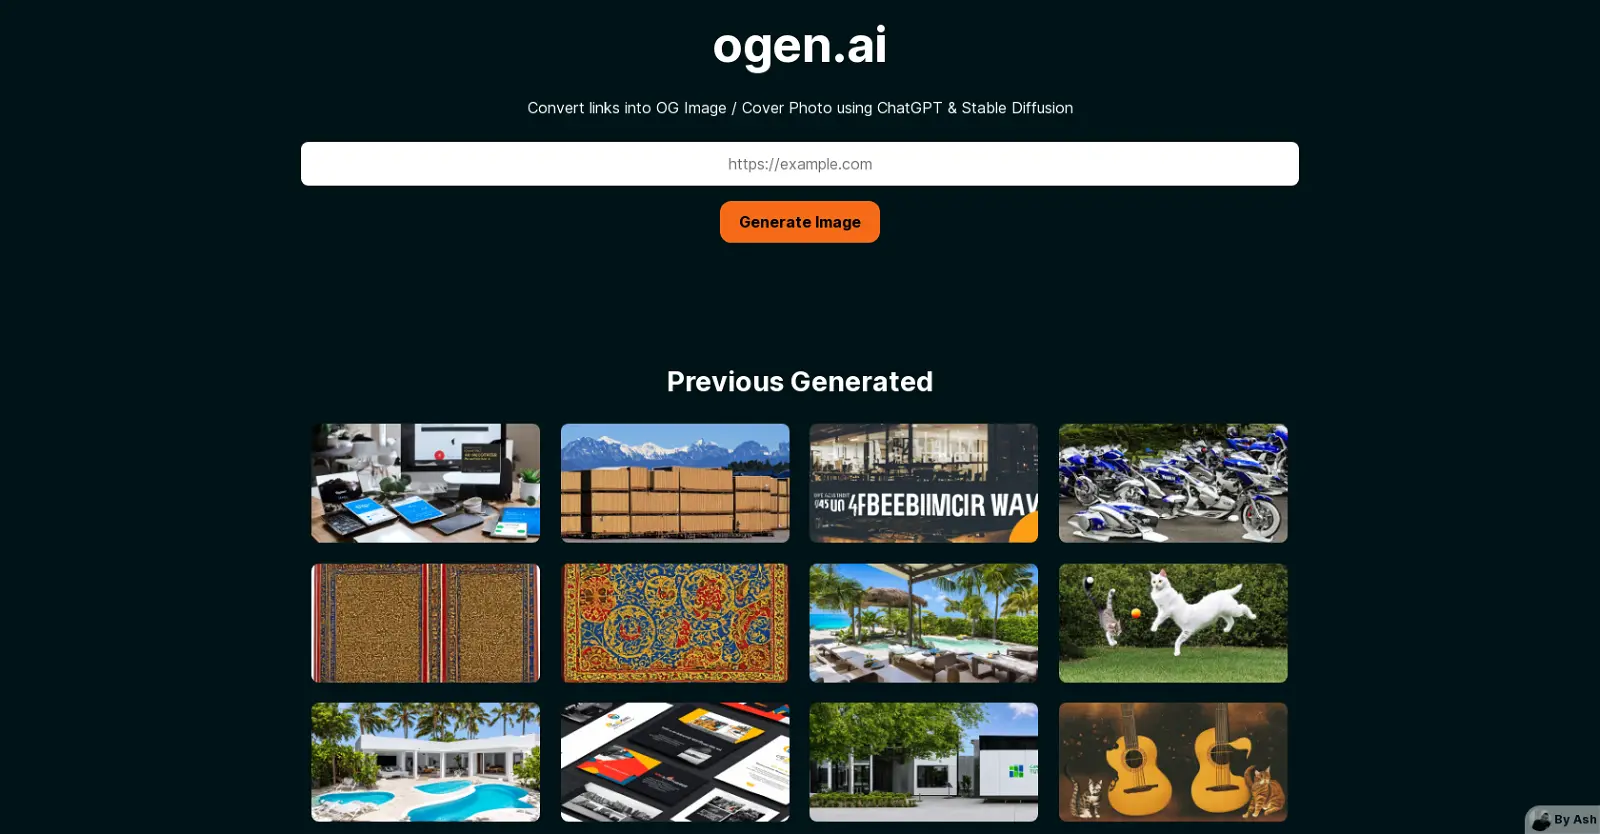 ogen.ai
Convert links into OG Image / Cover Photo using ChatGPT & Stable Diffusion
https://example.com
Generate Image
Previous Generated
4FBEEBIIMCIR WAV
By Ash